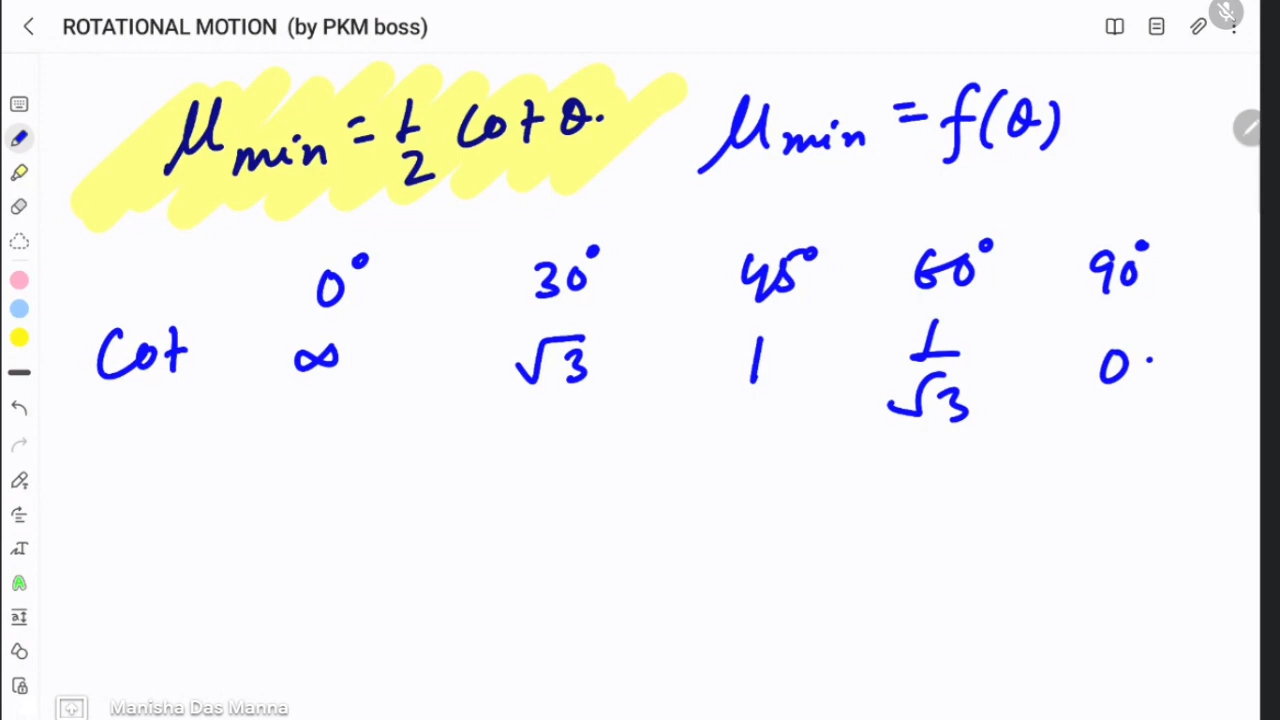 ROTATIONAL MOTION (by PKM boss)
μmin = 1/2 cot θ. μmin = f(θ)
0° 30° 45° 60° 90°
Cot ∞ √3 1 1/√3 0.
Manisha Das Manna